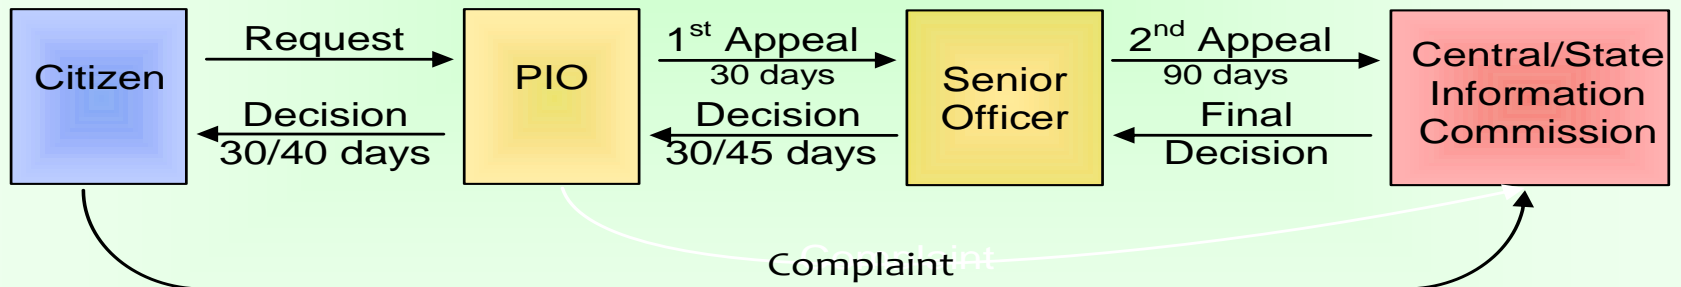 Citizen
Request
Decision
30/40 days
PIO
1st Appeal
30 days
Decision
30/45 days
Senior
Officer
2nd Appeal
90 days
Final
Decision
Central/State
Information
Commission
Complaint
Complaint